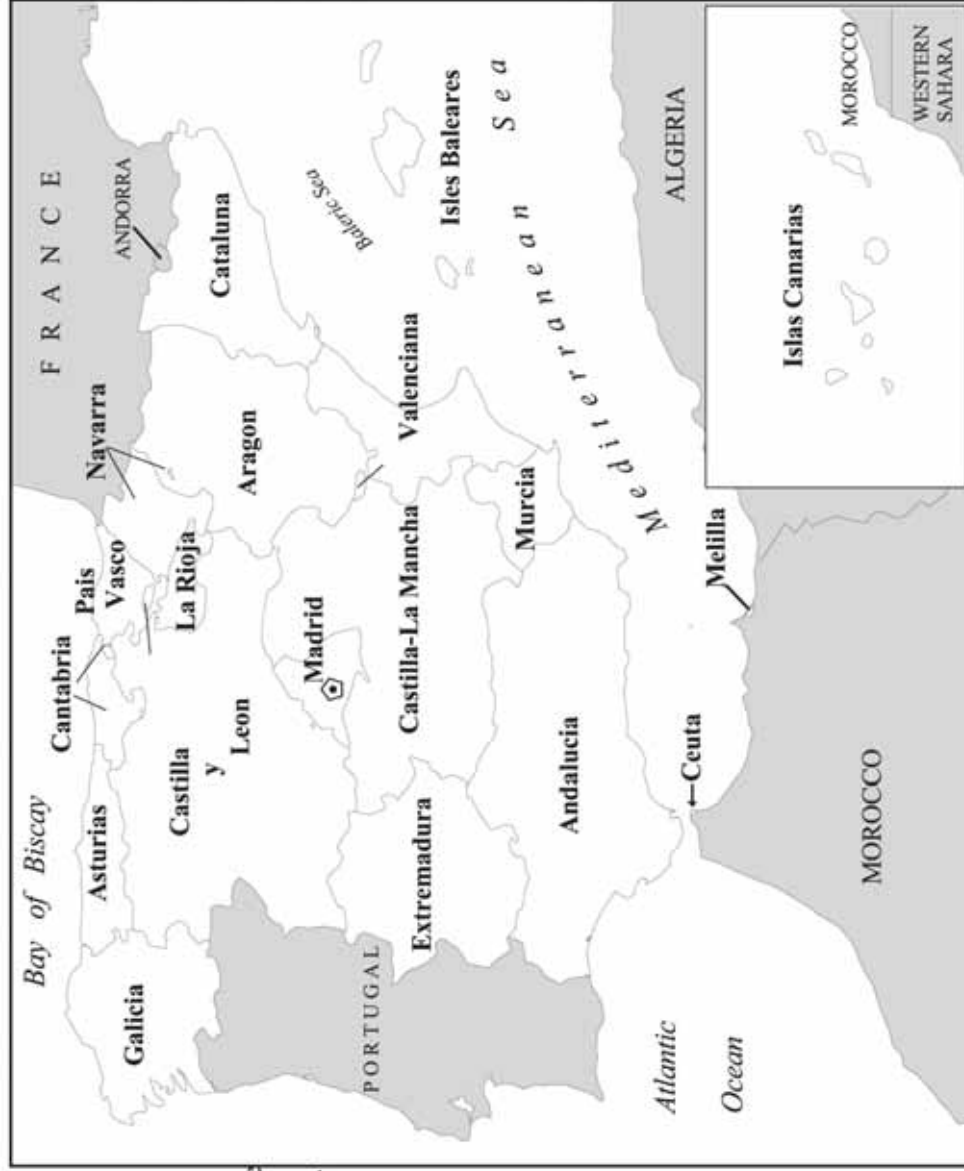 Bay of Biscay
FRANCE
ANDORRA
Galicia
Asturias
Cantabria
Pais
Vasco
Navarra
La Rioja
Castilla
y
Leon
Aragon
Cataluna
Baleric Sea
Madrid
PORTUGAL
Extremadura
Castilla-La Mancha
Valenciana
Isles Baleares
Murcia
Andalucia
Mediterranean Sea
Atlantic
Ocean
←Ceuta
Melilla
MOROCCO
ALGERIA
Islas Canarias
MOROCCO
WESTERN
SAHARA